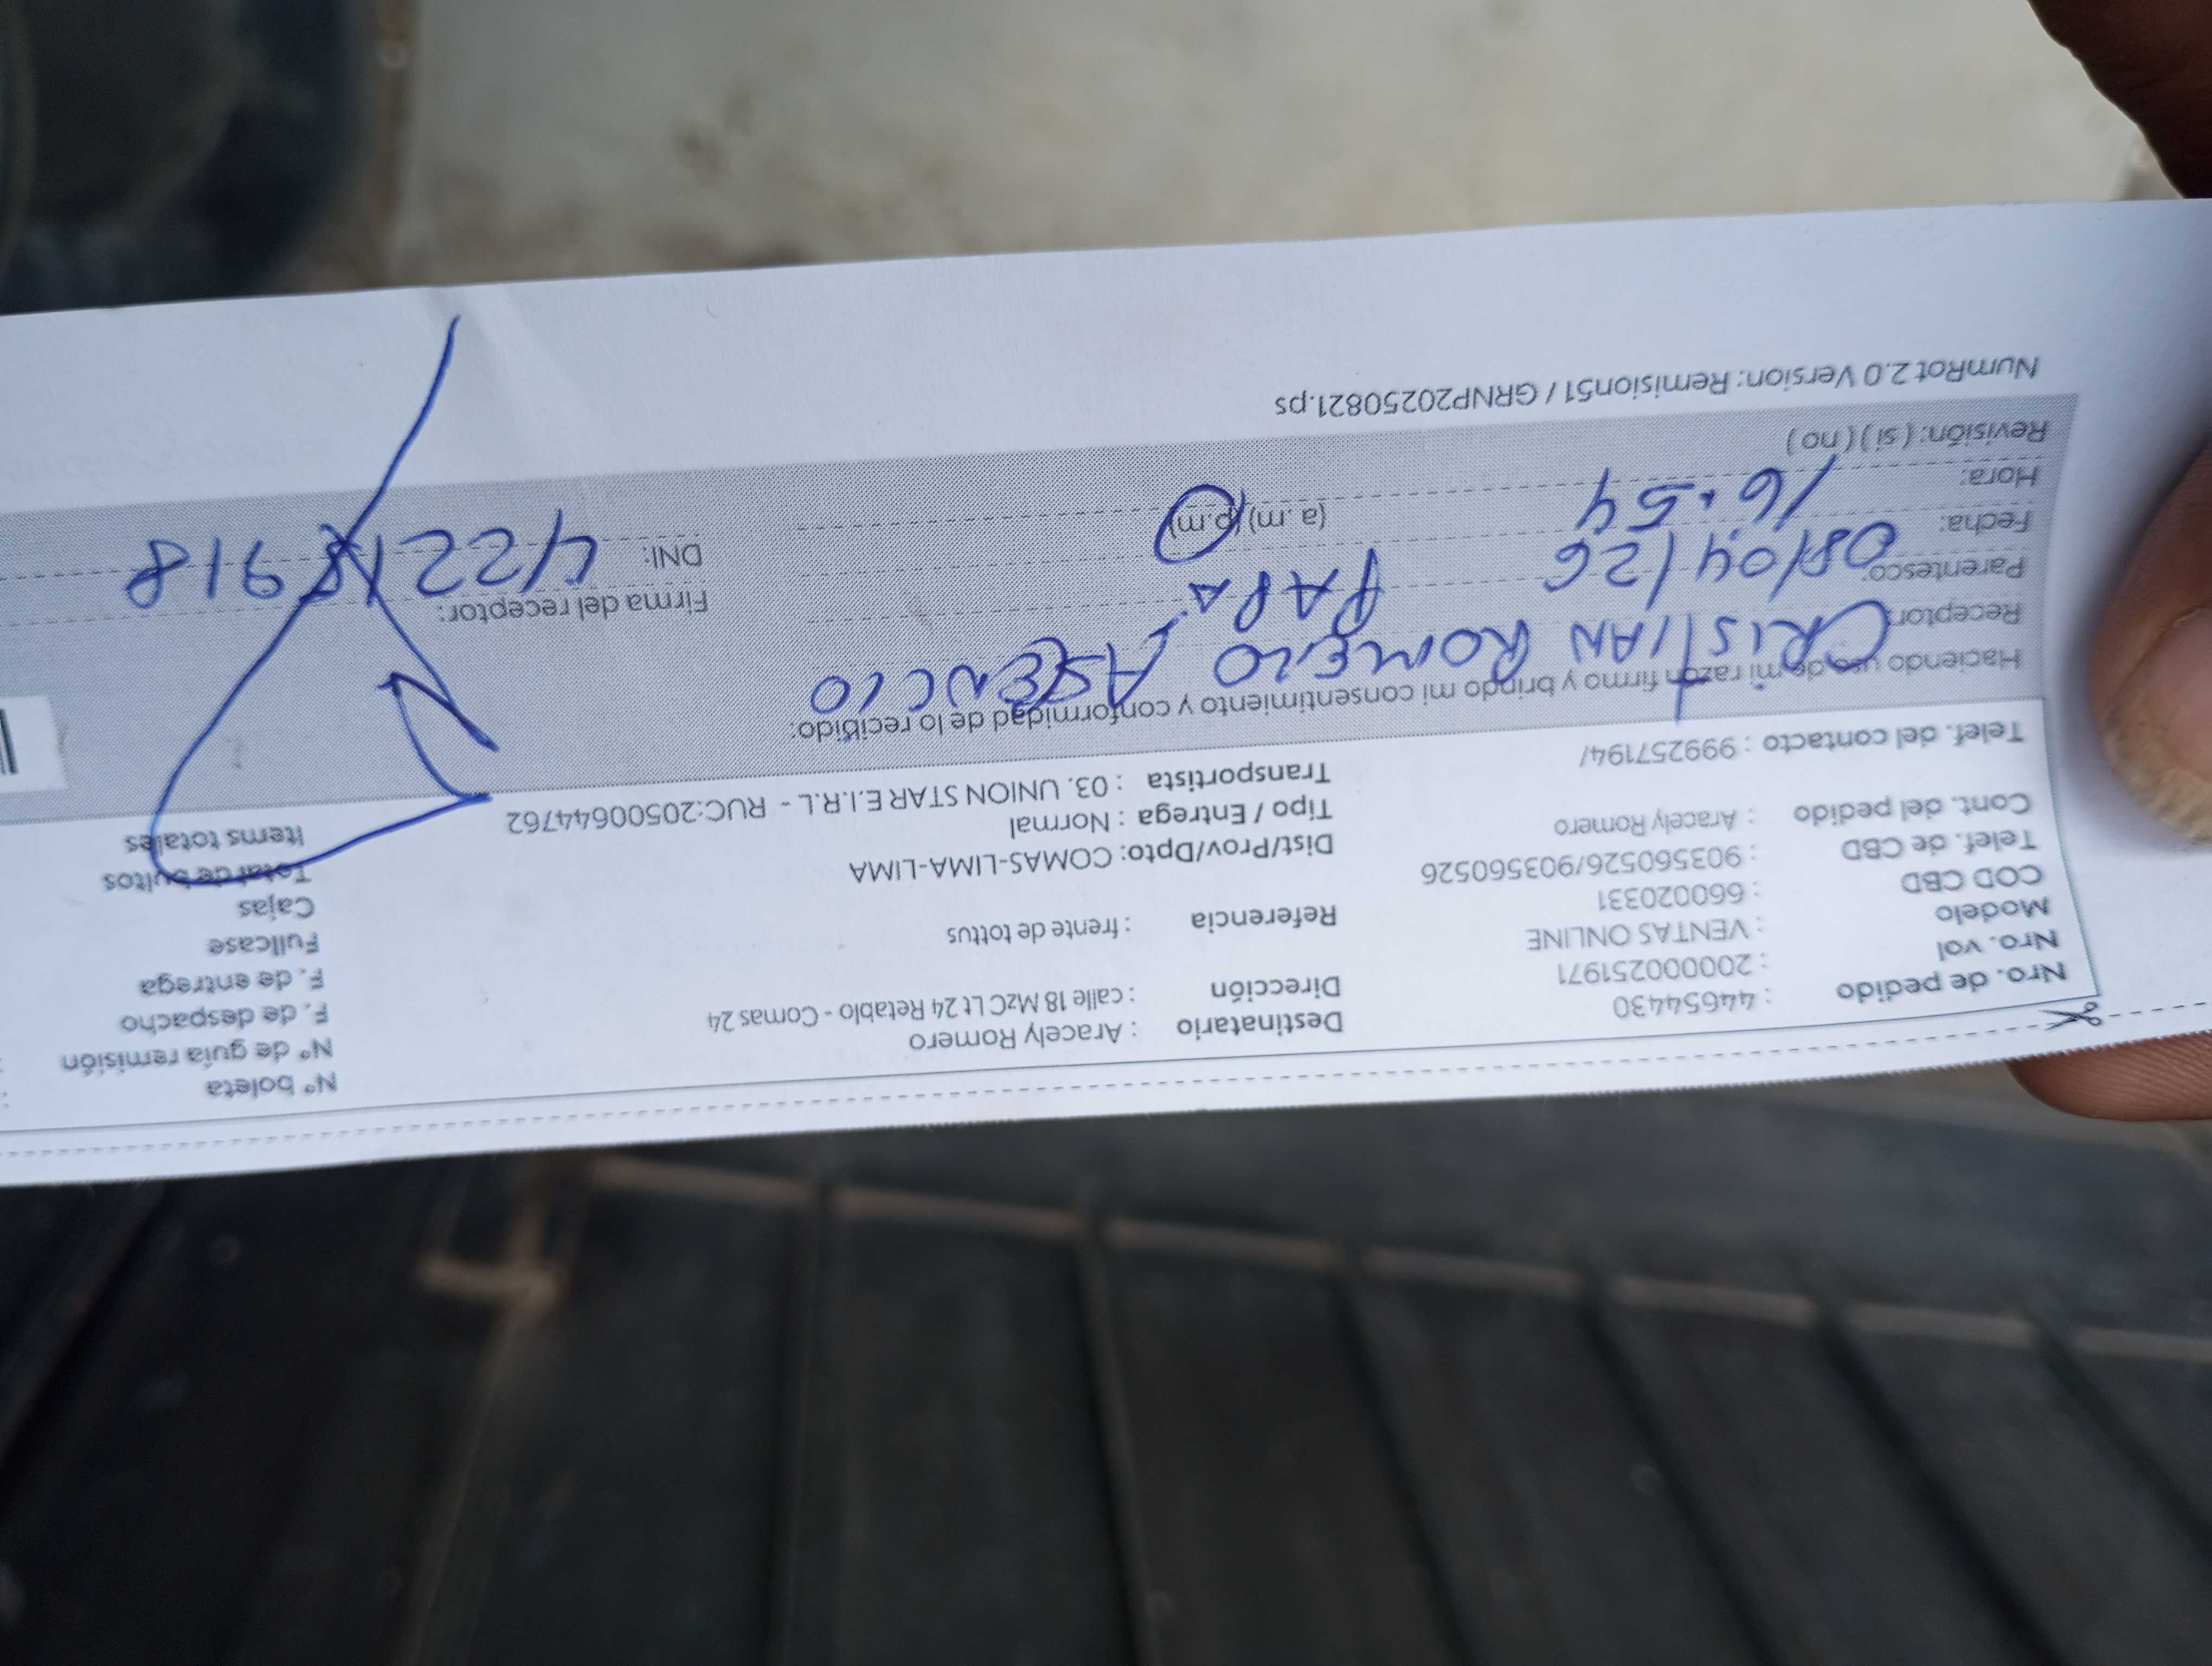 Nro. de pedido : 44654430
Nro. vol : 20000251971
Modelo : VENTAS ONLINE
COD CBD : 660020331
Telef. de CBD : 903560526/903560526
Cont. del pedido : Aracely Romero
Telef. del contacto : 999257194/
Destinatario : Aracely Romero
Dirección : calle 18 MzC Lt 24 Retablo - Comas 24
Referencia : frente de tottus
Dist/Prov/Dpto: COMAS-LIMA-LIMA
Tipo / Entrega : Normal
Transportista : 03. UNION STAR E.I.R.L - RUC:20500644762
N° boleta :
N° de guía remisión :
F. de despacho
F. de entrega
Fullcase
Cajas
Total de bultos
Items totales
Haciendo uso de mi razón firmo y brindo mi consentimiento y conformidad de lo recibido:
Receptor: CRISTIAN ROMERO ASENCIO
Parentesco: PAPA
Fecha: 08/04/26
Hora: 16.54 (a.m) (p.m)
Revisión: ( si ) ( no )
Firma del receptor:
DNI: 42218918
NumRot 2.0 Version: Remision51 / GRNP20250821.ps